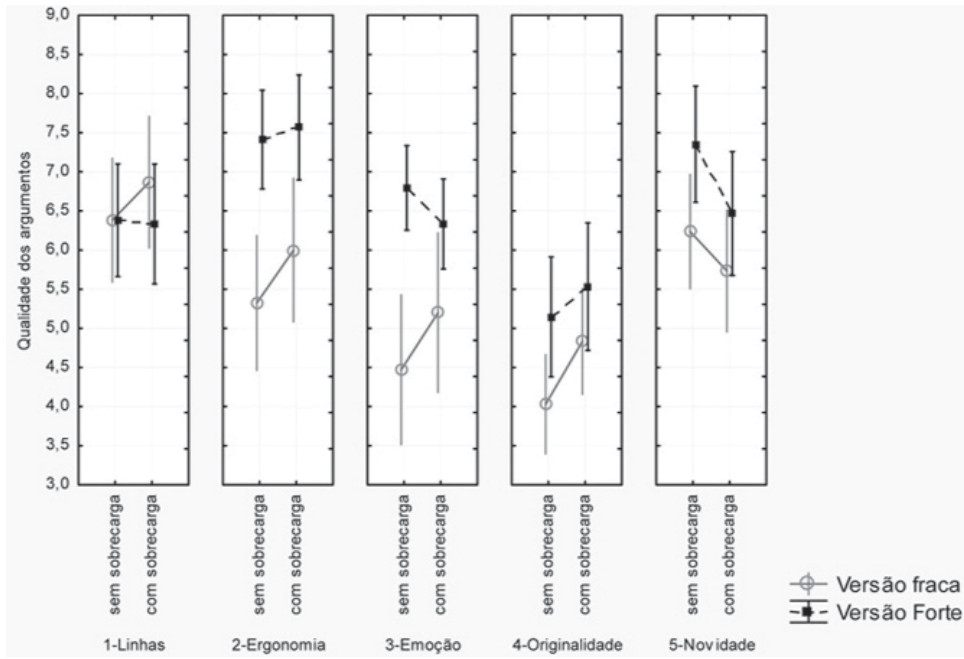 Qualidade dos argumentos
9,0
8,5
8,0
7,5
7,0
6,5
6,0
5,5
5,0
4,5
4,0
3,5
3,0
sem sobrecarga
com sobrecarga
sem sobrecarga
com sobrecarga
sem sobrecarga
com sobrecarga
sem sobrecarga
com sobrecarga
sem sobrecarga
com sobrecarga
1-Linhas
2-Ergonomia
3-Emoção
4-Originalidade
5-Novidade
Versão fraca
Versão Forte